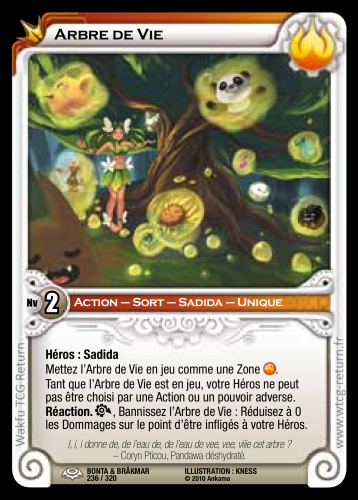 Arbre de Vie
Nv 2
Action – Sort – Sadida – Unique
Héros : Sadida
Mettez l'Arbre de Vie en jeu comme une Zone .
Tant que l'Arbre de Vie est en jeu, votre Héros ne peut
pas être choisi par une Action ou un pouvoir adverse.
Réaction. , Bannissez l'Arbre de Vie : Réduisez à 0
les Dommages sur le point d'être infligés à votre Héros.
I, i, i donne de, de l'eau de, de l'eau de vee, vee, viie cet arbre ?
– Coryn Pticou, Pandawa déshydraté.
Wakfu TCG Return
www.wtcg-return.fr
BONTA & BRÂKMAR
236 / 320
ILLUSTRATION : KNESS
© 2010 Ankama